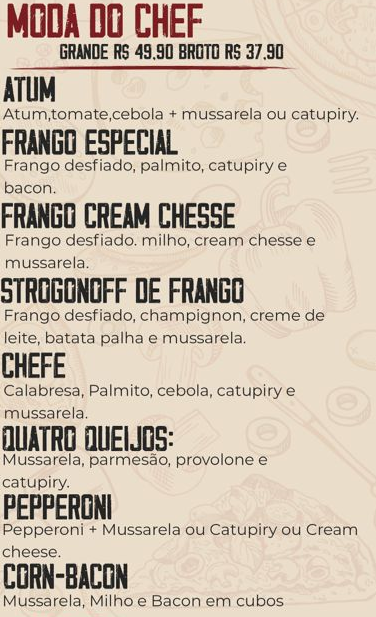 MODA DO CHEF
GRANDE R$ 49,90 BROTO R$ 37,90
ATUM
Atum,tomate,cebola + mussarela ou catupiry.
FRANGO ESPECIAL
Frango desfiado, palmito, catupiry e
bacon.
FRANGO CREAM CHESSE
Frango desfiado. milho, cream chesse e
mussarela.
STROGONOFF DE FRANGO
Frango desfiado, champignon, creme de
leite, batata palha e mussarela.
CHEFE
Calabresa, Palmito, cebola, catupiry e
mussarela.
QUATRO QUEIJOS:
Mussarela, parmesão, provolone e
catupiry.
PEPPERONI
Pepperoni + Mussarela ou Catupiry ou Cream
cheese.
CORN-BACON
Mussarela, Milho e Bacon em cubos